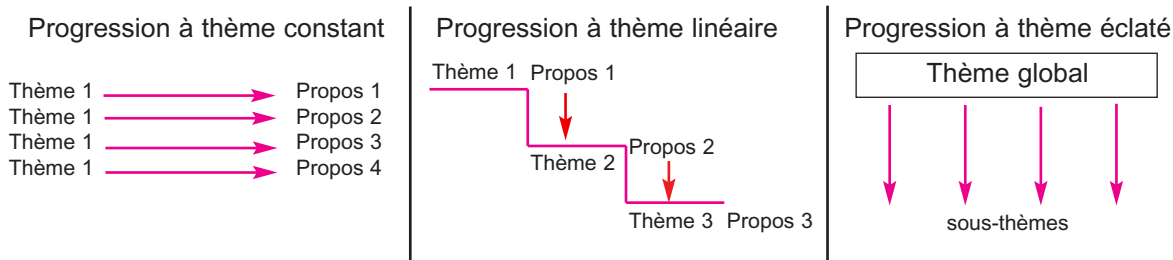 Progression à thème constant
Thème 1 Propos 1
Thème 1 Propos 2
Thème 1 Propos 3
Thème 1 Propos 4
Progression à thème linéaire
Thème 1 Propos 1
Thème 2 Propos 2
Thème 3 Propos 3
Progression à thème éclaté
Thème global
sous-thèmes